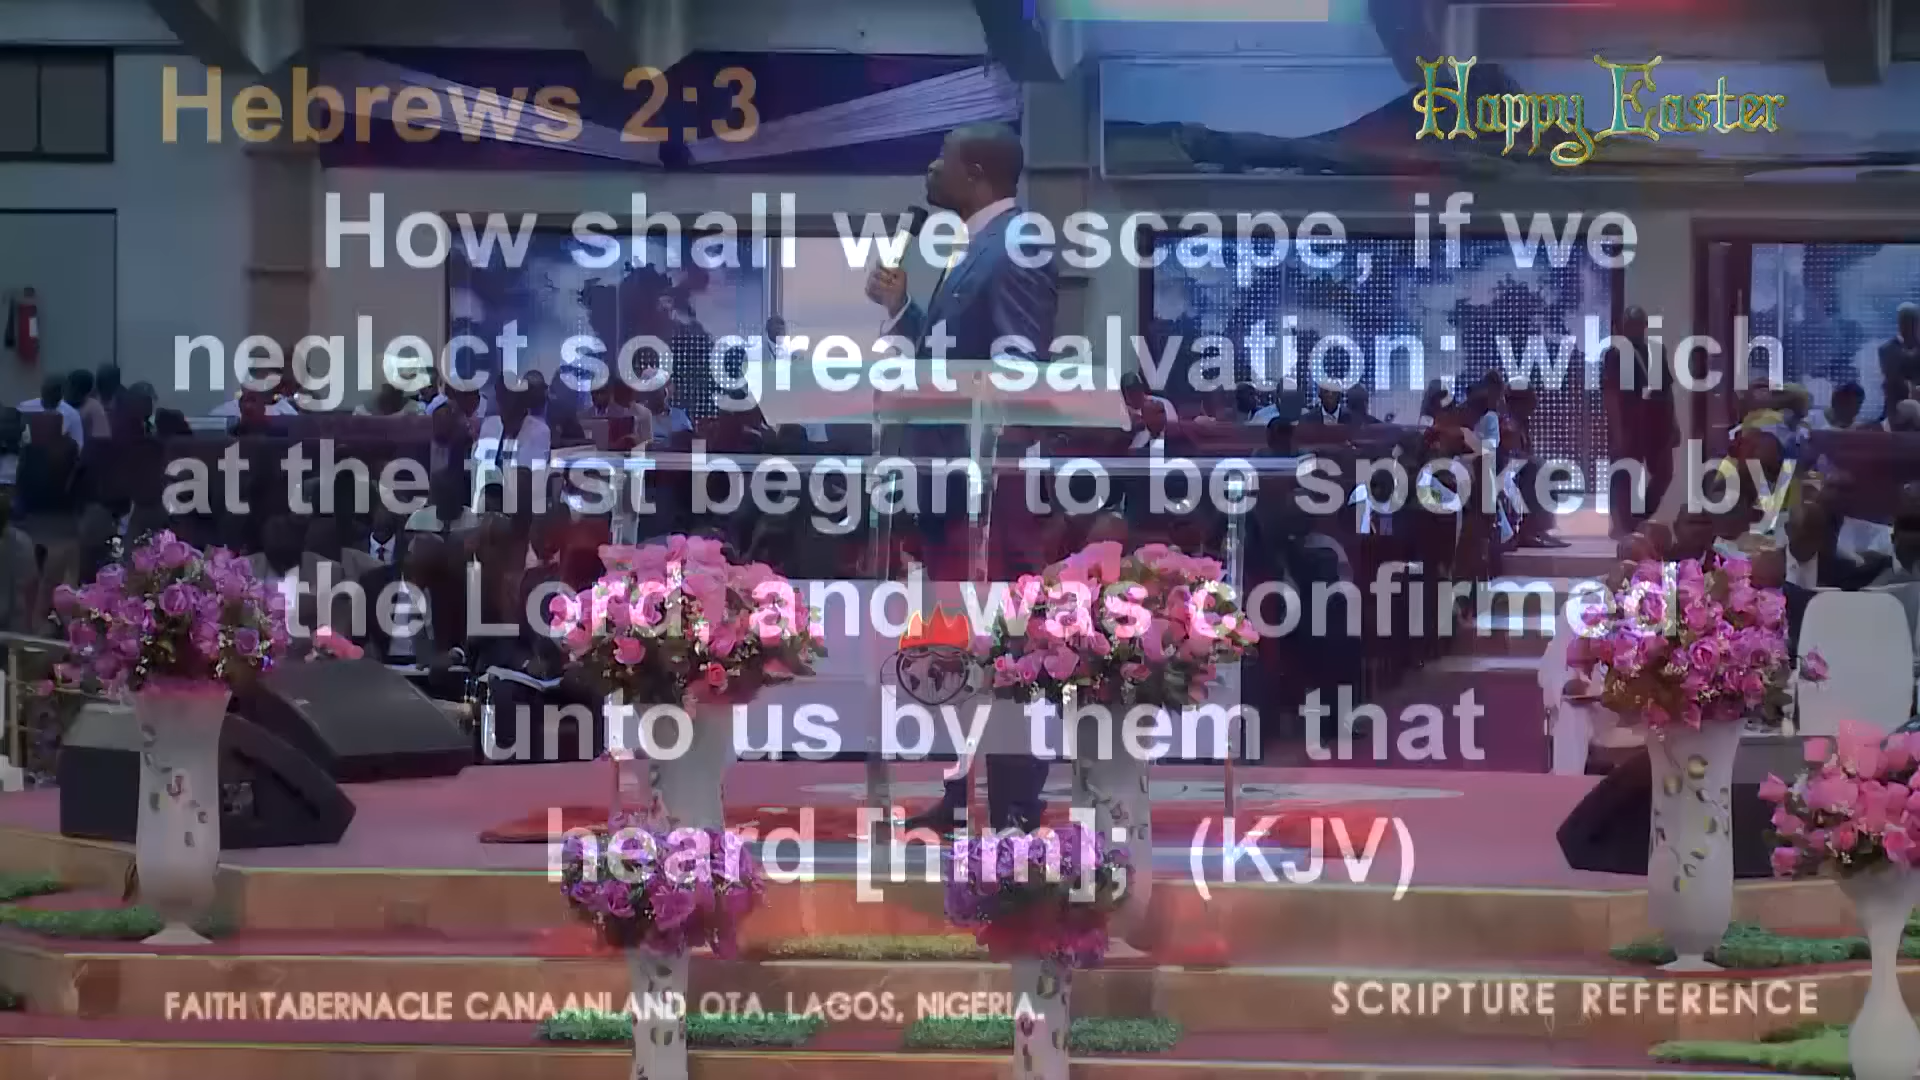 Hebrews 2:3
Happy Easter
How shall we escape, if we
neglect so great salvation; which
at the first began to be spoken by
the Lord, and was confirmed
unto us by them that
heard [him]; (KJV)
FAITH TABERNACLE CANAANLAND OTA. LAGOS, NIGERIA.
SCRIPTURE REFERENCE